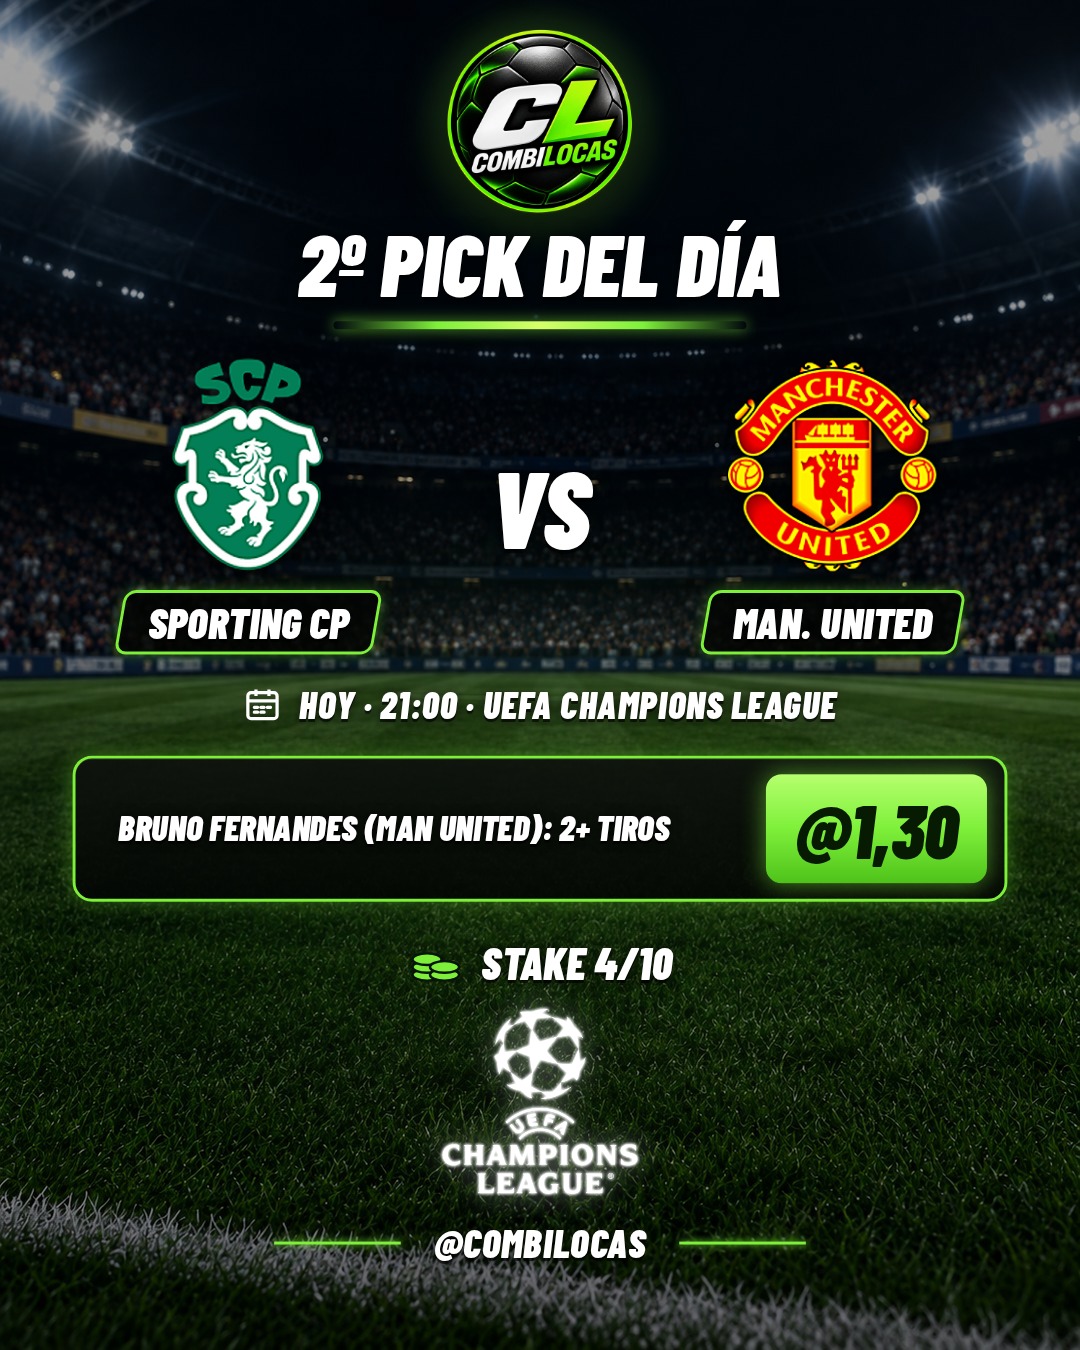 CL
COMBILOCAS
2º PICK DEL DÍA
SCP
MANCHESTER
UNITED
VS
SPORTING CP
MAN. UNITED
HOY · 21:00 · UEFA CHAMPIONS LEAGUE
BRUNO FERNANDES (MAN UNITED): 2+ TIROS
@1,30
STAKE 4/10
UEFA
CHAMPIONS
LEAGUE®
@COMBILOCAS